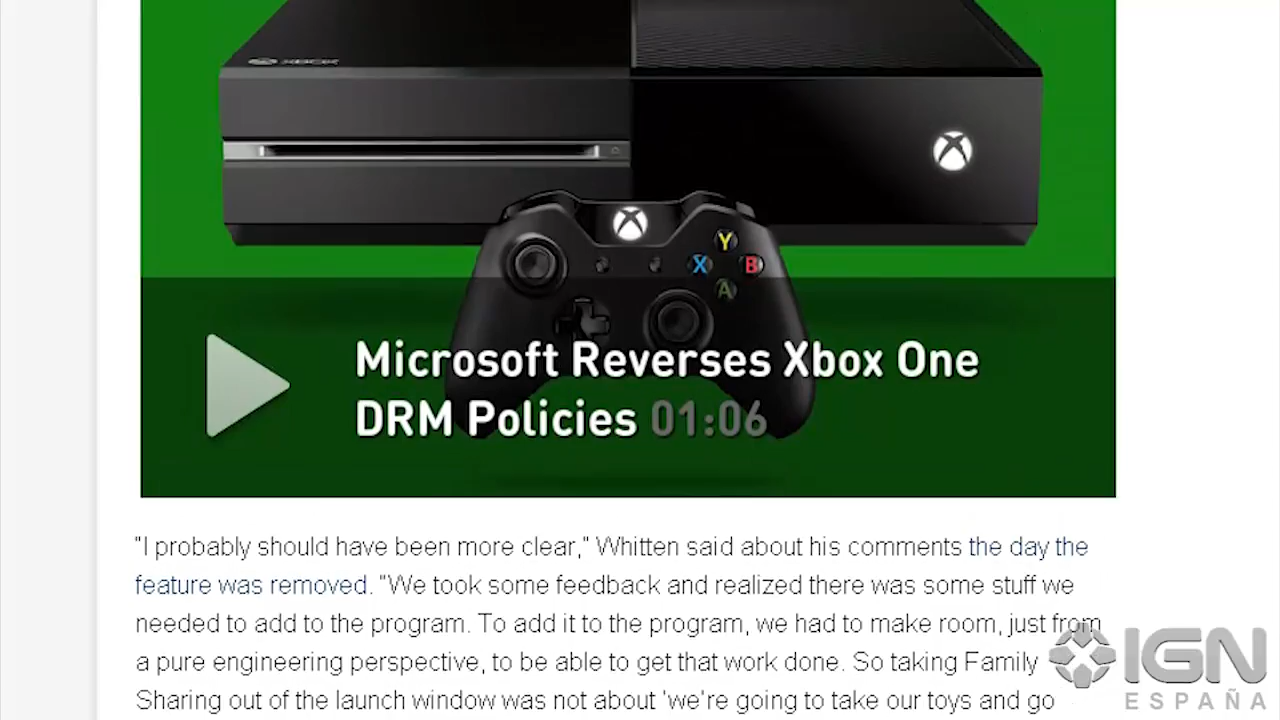 XBOX
Y
X B
A
Microsoft Reverses Xbox One
DRM Policies 01:06
"I probably should have been more clear," Whitten said about his comments the day the
feature was removed. "We took some feedback and realized there was some stuff we
needed to add to the program. To add it to the program, we had to make room, just from
a pure engineering perspective, to be able to get that work done. So taking Family
Sharing out of the launch window was not about 'we're going to take our toys and go
IGN
ESPAÑA